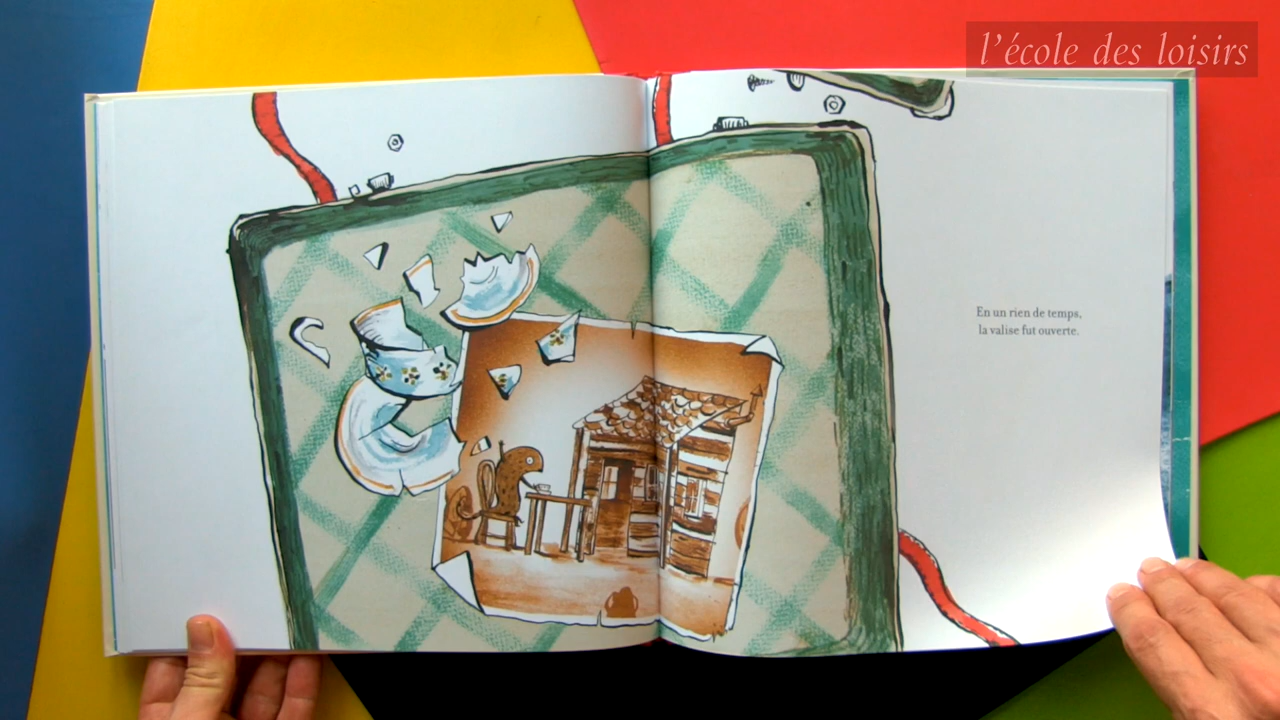 l'école des loisirs
En un rien de temps,
la valise fut ouverte.